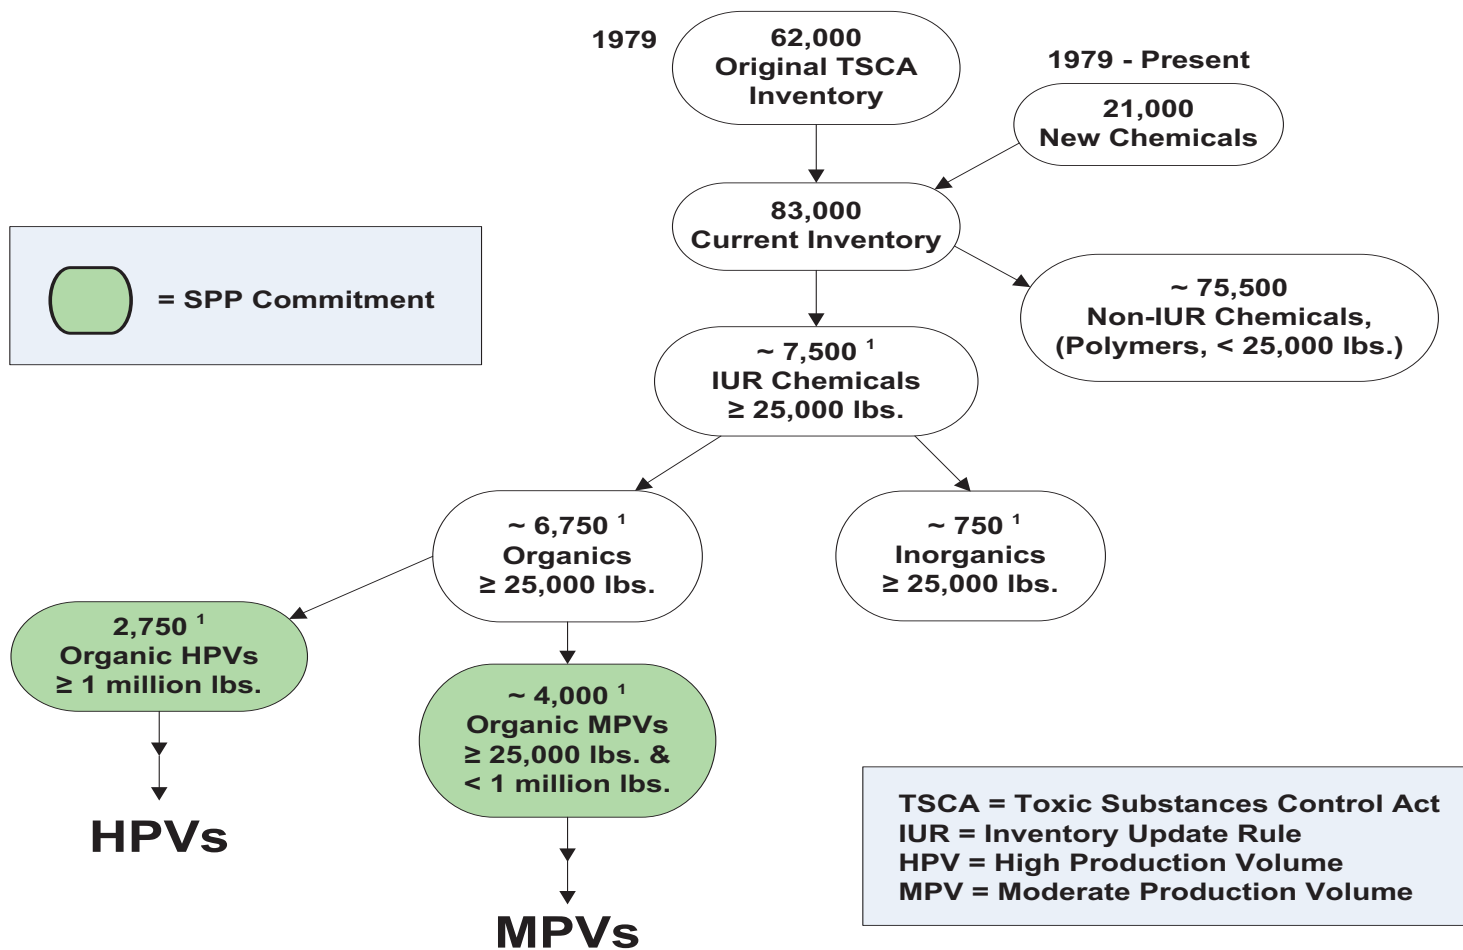 1979
62,000
Original TSCA
Inventory
1979 - Present
21,000
New Chemicals
83,000
Current Inventory
= SPP Commitment
~ 75,500
Non-IUR Chemicals,
(Polymers, < 25,000 lbs.)
~ 7,500 ¹
IUR Chemicals
≥ 25,000 lbs.
~ 6,750 ¹
Organics
≥ 25,000 lbs.
~ 750 ¹
Inorganics
≥ 25,000 lbs.
2,750 ¹
Organic HPVs
≥ 1 million lbs.
~ 4,000 ¹
Organic MPVs
≥ 25,000 lbs. &
< 1 million lbs.
HPVs
MPVs
TSCA = Toxic Substances Control Act
IUR = Inventory Update Rule
HPV = High Production Volume
MPV = Moderate Production Volume